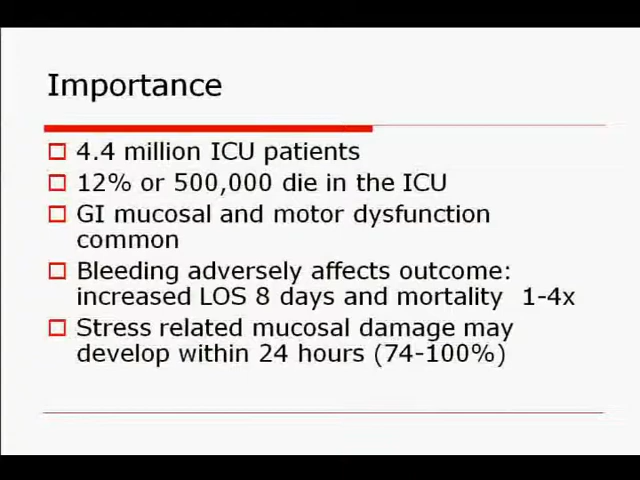 Importance
4.4 million ICU patients
12% or 500,000 die in the ICU
GI mucosal and motor dysfunction
common
Bleeding adversely affects outcome:
increased LOS 8 days and mortality 1-4x
Stress related mucosal damage may
develop within 24 hours (74-100%)